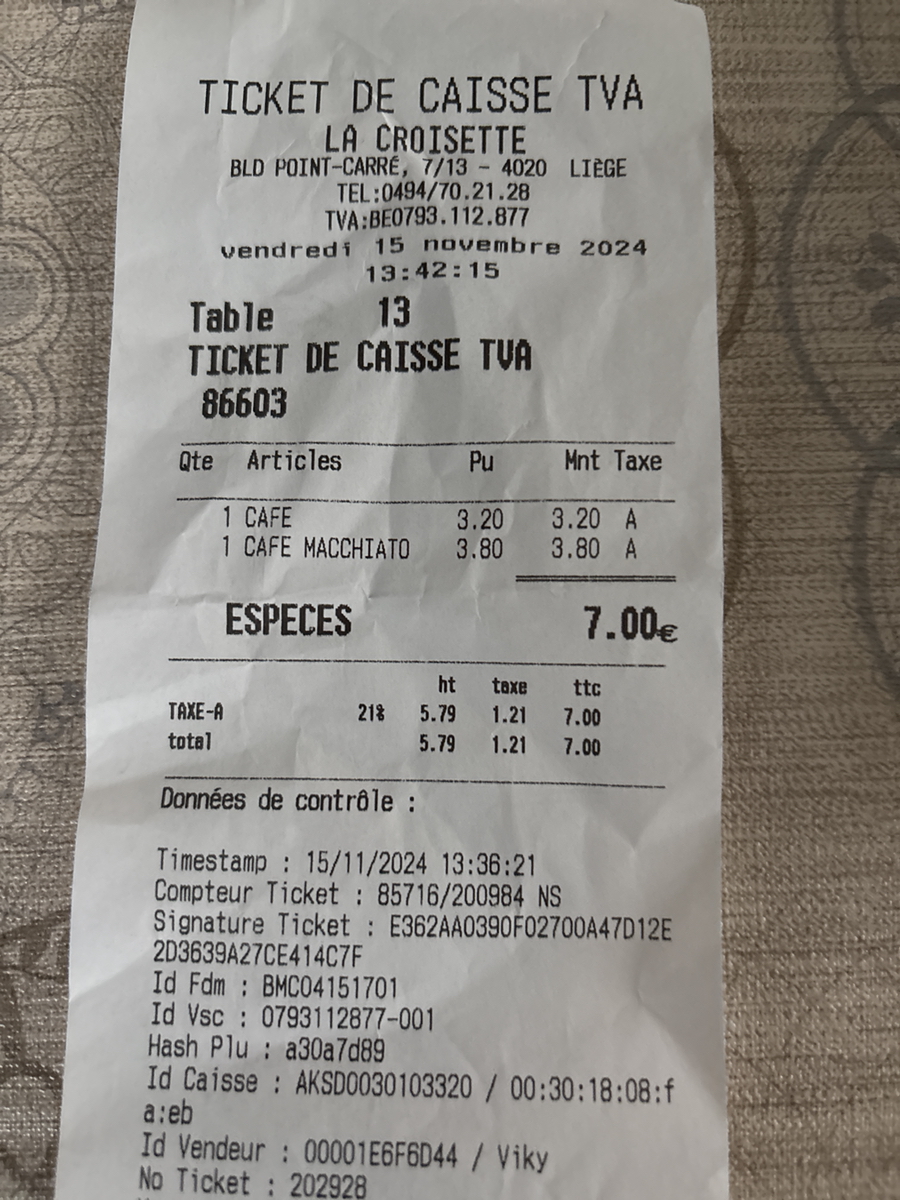 TICKET DE CAISSE TVA
LA CROISETTE
BLD POINT-CARRÉ, 7/13 - 4020 LIÈGE
TEL:0494/70.21.28
TVA:BE0793.112.877
vendredi 15 novembre 2024
13:42:15
Table 13
TICKET DE CAISSE TVA
86603
Qte Articles Pu Mnt Taxe
1 CAFE 3.20 3.20 A
1 CAFE MACCHIATO 3.80 3.80 A
ESPECES 7.00€
ht taxe ttc
TAXE-A 21% 5.79 1.21 7.00
total 5.79 1.21 7.00
Données de contrôle :
Timestamp : 15/11/2024 13:36:21
Compteur Ticket : 85716/200984 NS
Signature Ticket : E362AA0390F02700A47D12E
2D3639A27CE414C7F
Id Fdm : BMC04151701
Id Vsc : 0793112877-001
Hash Plu : a30a7d89
Id Caisse : AKSD0030103320 / 00:30:18:08:f
a:eb
Id Vendeur : 00001E6F6D44 / Viky
No Ticket : 202928